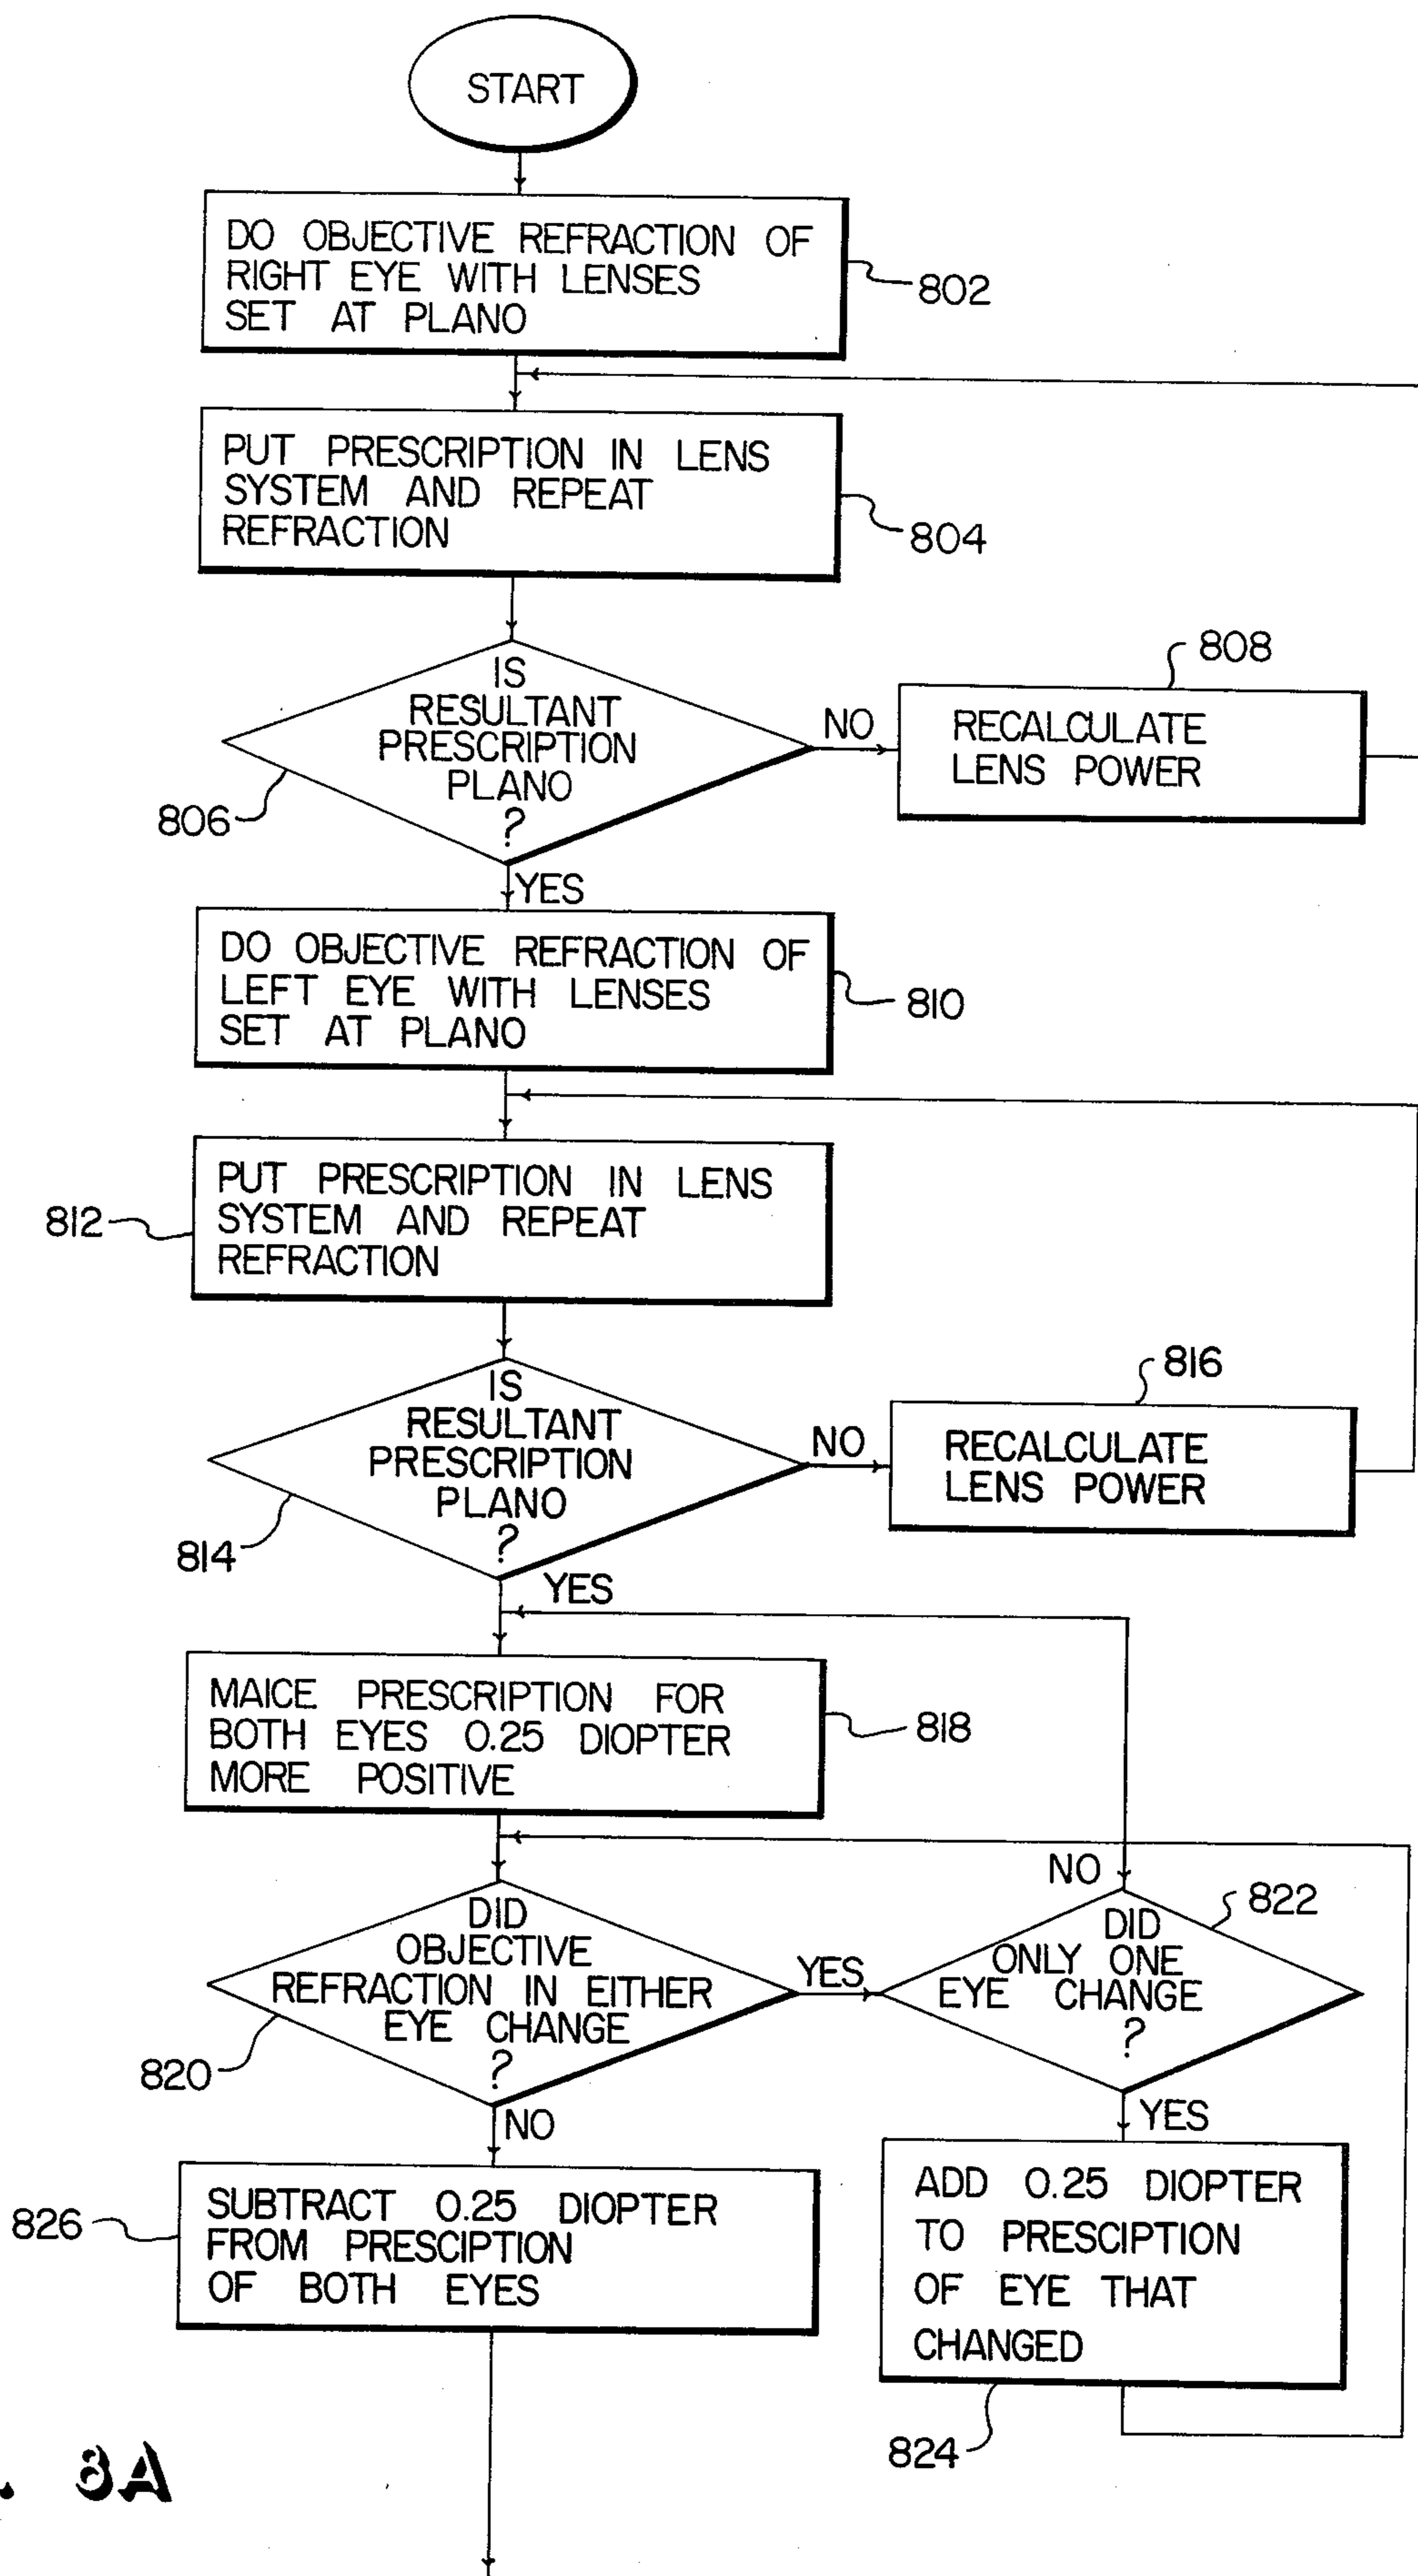 START
DO OBJECTIVE REFRACTION OF
RIGHT EYE WITH LENSES
SET AT PLANO
802
PUT PRESCRIPTION IN LENS
SYSTEM AND REPEAT
REFRACTION
804
IS
RESULTANT
PRESCRIPTION
PLANO
?
806
NO
808
RECALCULATE
LENS POWER
YES
DO OBJECTIVE REFRACTION OF
LEFT EYE WITH LENSES
SET AT PLANO
810
PUT PRESCRIPTION IN LENS
SYSTEM AND REPEAT
REFRACTION
812
IS
RESULTANT
PRESCRIPTION
PLANO
?
814
NO
816
RECALCULATE
LENS POWER
YES
MAICE PRESCRIPTION FOR
BOTH EYES 0.25 DIOPTER
MORE POSITIVE
818
DID
OBJECTIVE
REFRACTION IN EITHER
EYE CHANGE
?
820
YES
NO
822
DID
ONLY ONE
EYE CHANGE
?
NO
YES
SUBTRACT 0.25 DIOPTER
FROM PRESCIPTION
OF BOTH EYES
826
ADD 0.25 DIOPTER
TO PRESCIPTION
OF EYE THAT
CHANGED
824
. 8A